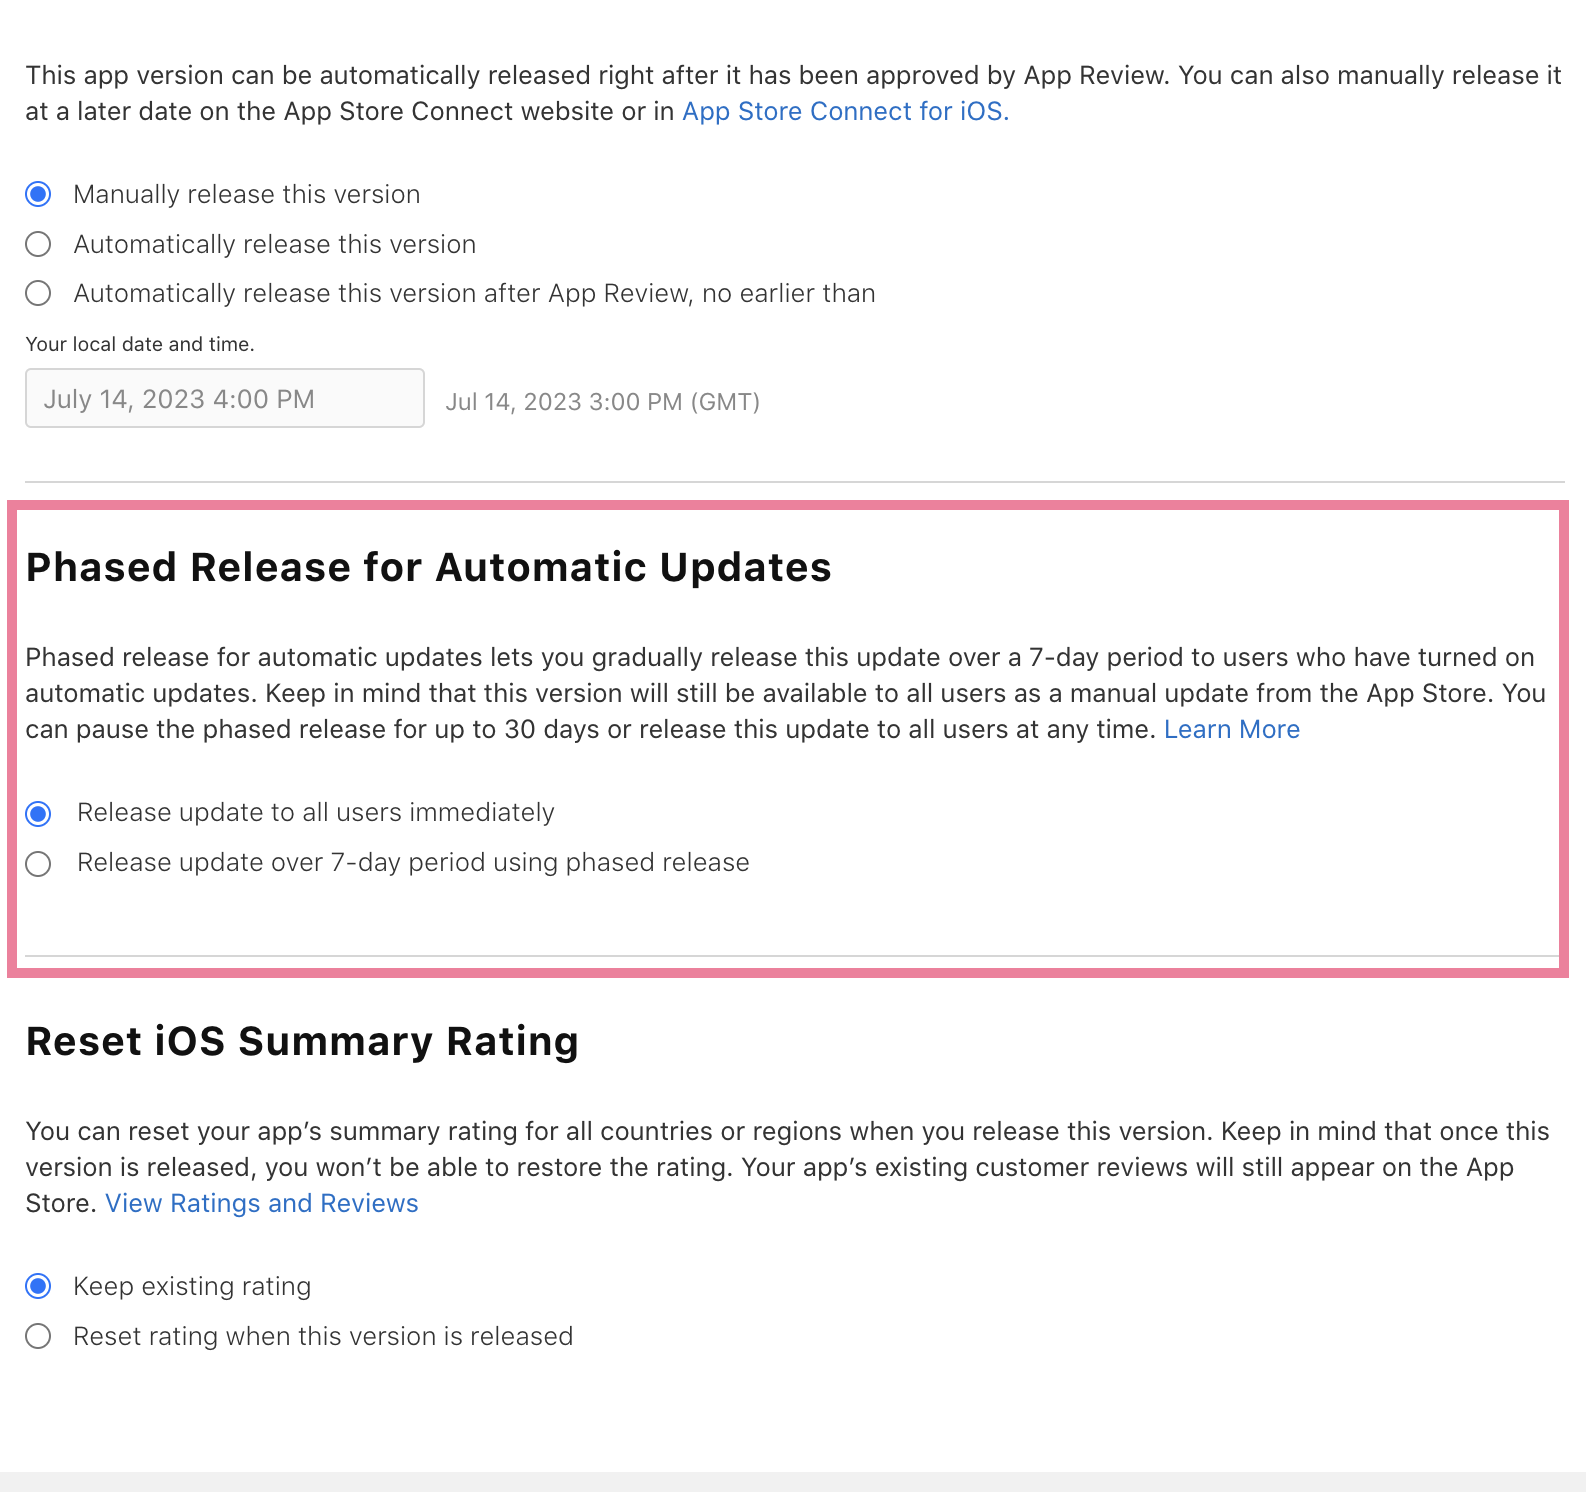 This app version can be automatically released right after it has been approved by App Review. You can also manually release it
at a later date on the App Store Connect website or in App Store Connect for iOS.
Manually release this version
Automatically release this version
Automatically release this version after App Review, no earlier than
Your local date and time.
July 14, 2023 4:00 PM Jul 14, 2023 3:00 PM (GMT)
Phased Release for Automatic Updates
Phased release for automatic updates lets you gradually release this update over a 7-day period to users who have turned on
automatic updates. Keep in mind that this version will still be available to all users as a manual update from the App Store. You
can pause the phased release for up to 30 days or release this update to all users at any time. Learn More
Release update to all users immediately
Release update over 7-day period using phased release
Reset iOS Summary Rating
You can reset your app’s summary rating for all countries or regions when you release this version. Keep in mind that once this
version is released, you won’t be able to restore the rating. Your app’s existing customer reviews will still appear on the App
Store. View Ratings and Reviews
Keep existing rating
Reset rating when this version is released